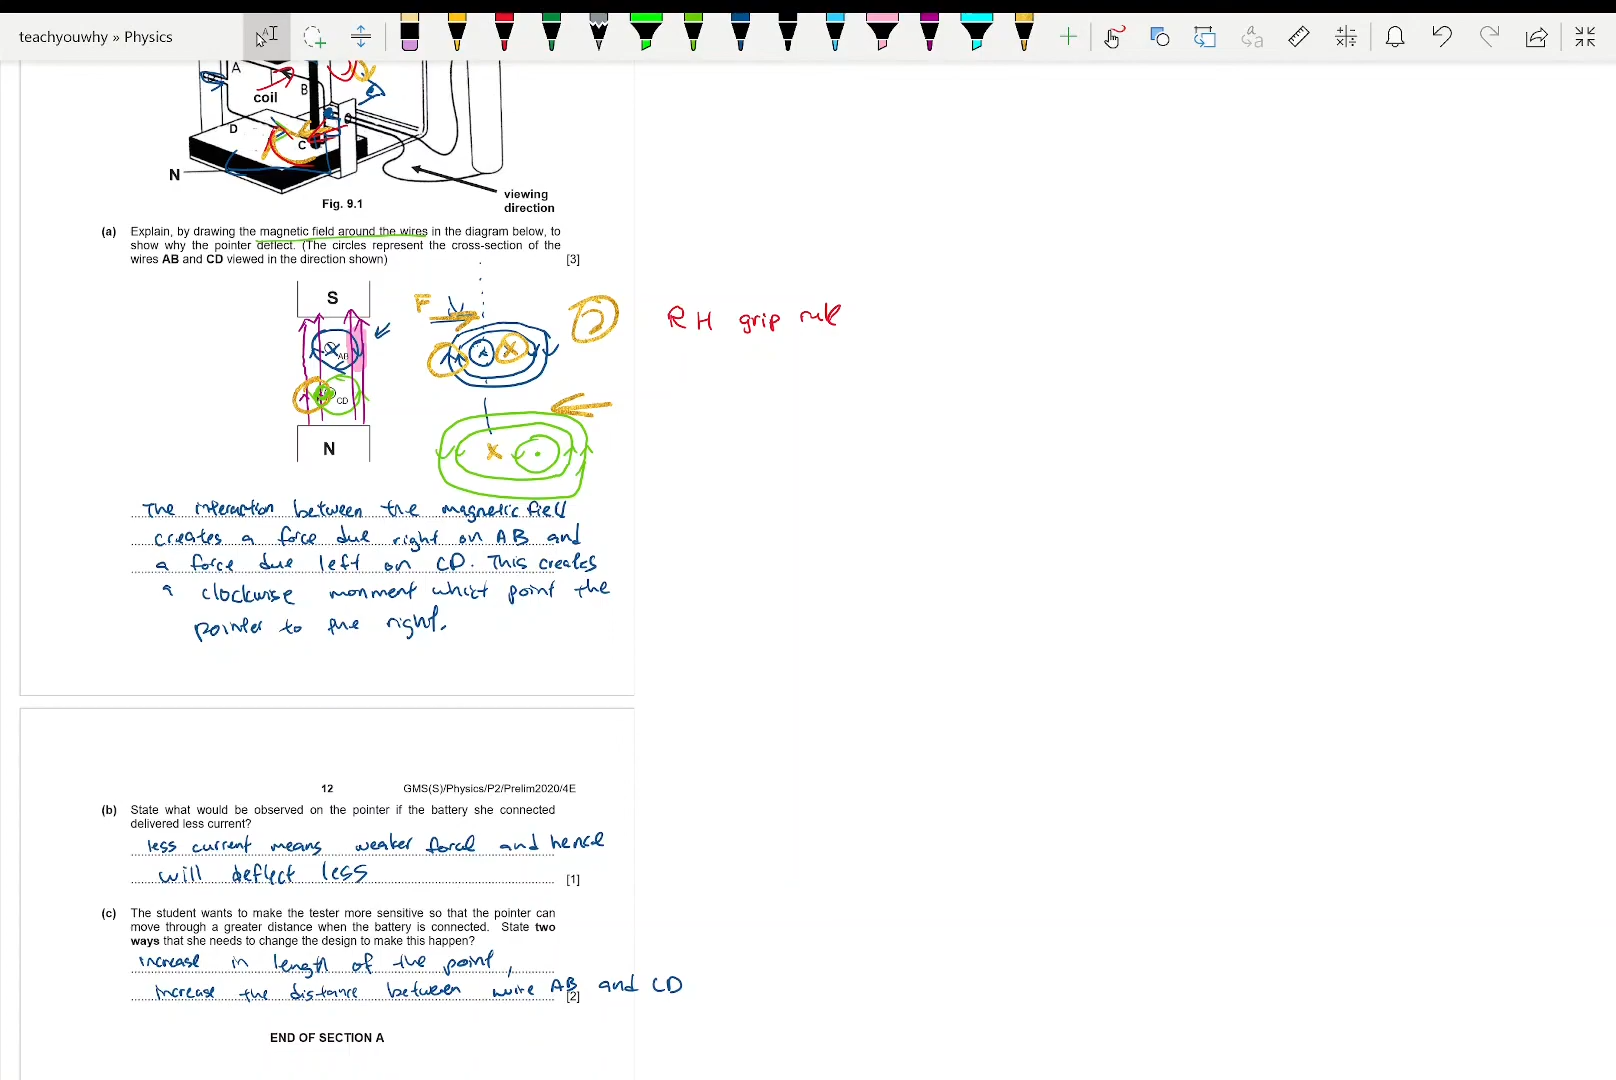 teachyouwhy » Physics
A
B
coil
D
C
N
viewing
direction
Fig. 9.1
(a) Explain, by drawing the magnetic field around the wires in the diagram below, to
show why the pointer deflect. (The circles represent the cross-section of the
wires AB and CD viewed in the direction shown) [3]
S
F
RH grip rule
AB
CD
N
The interaction between the magnetic field
creates a force due right on AB and
a force due left on CD. This creates
a clockwise monment whict point the
pointer to the right.
12 GMS(S)/Physics/P2/Prelim2020/4E
(b) State what would be observed on the pointer if the battery she connected
delivered less current?
less current means weaker force and hence
will deflect less
[1]
(c) The student wants to make the tester more sensitive so that the pointer can
move through a greater distance when the battery is connected. State two
ways that she needs to change the design to make this happen?
increase in length of the point,
increase the distance between wire AB and CD
[2]
END OF SECTION A